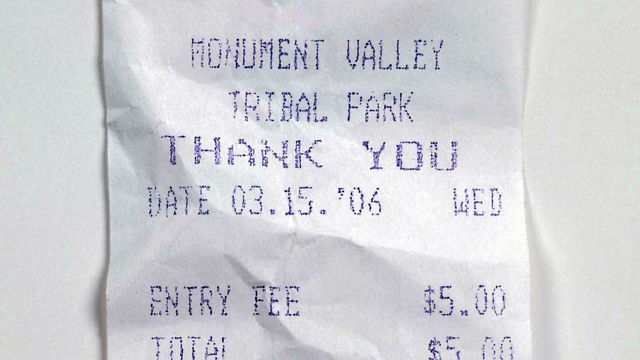 MONUMENT VALLEY
TRIBAL PARK
THANK YOU
DATE 03.15.'06 WED
ENTRY FEE $5.00
TOTAL $5.00